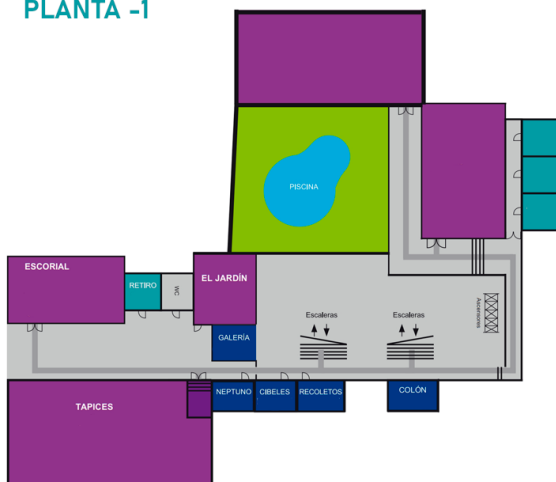 PLANTA -1
PISCINA
ESCORIAL
RETIRO
WC
EL JARDÍN
GALERÍA
Escaleras
Escaleras
Ascensores
TAPICES
NEPTUNO
CIBELES
RECOLETOS
COLÓN